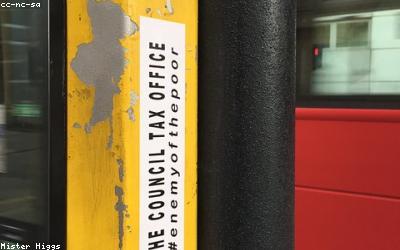 cc-nc-sa
HE COUNCIL TAX OFFICE
#enemyofthepoor
Mister Higgs